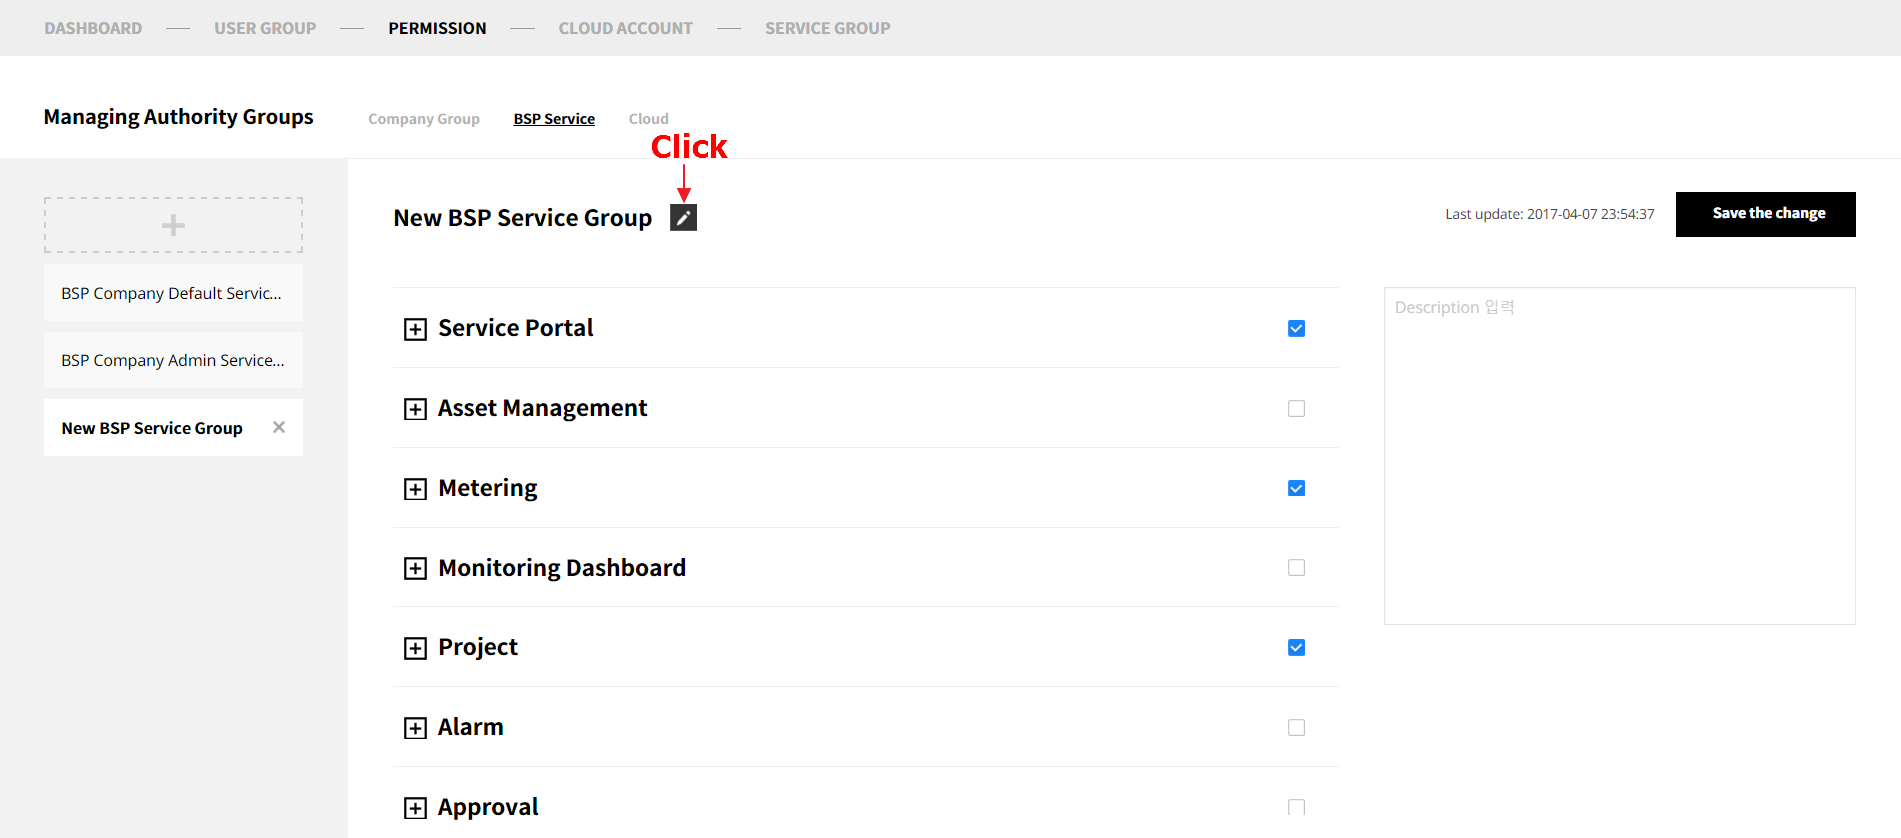 DASHBOARD — USER GROUP — PERMISSION — CLOUD ACCOUNT — SERVICE GROUP
Managing Authority Groups Company Group BSP Service Cloud
Click
New BSP Service Group Last update: 2017-04-07 23:54:37 Save the change
BSP Company Default Servic...
BSP Company Admin Service...
New BSP Service Group
Description 입력
Service Portal
Asset Management
Metering
Monitoring Dashboard
Project
Alarm
Approval